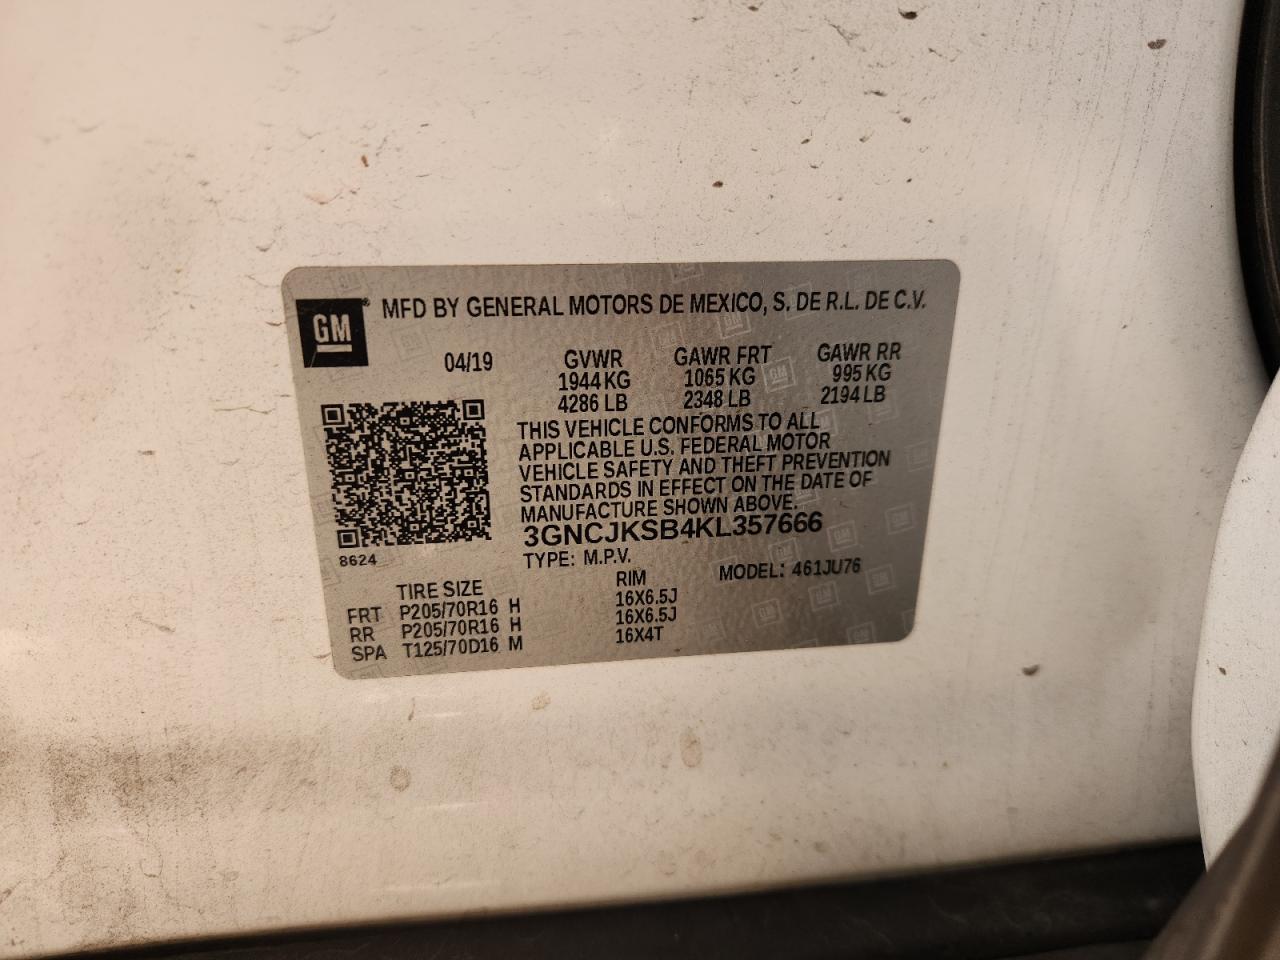 GM® MFD BY GENERAL MOTORS DE MEXICO, S. DE R.L. DE C.V.
04/19 GVWR GAWR FRT GAWR RR
1944 KG 1065 KG 995 KG
4286 LB 2348 LB 2194 LB
THIS VEHICLE CONFORMS TO ALL
APPLICABLE U.S. FEDERAL MOTOR
VEHICLE SAFETY AND THEFT PREVENTION
STANDARDS IN EFFECT ON THE DATE OF
MANUFACTURE SHOWN ABOVE.
3GNCJKSB4KL357666
8624 TYPE: M.P.V. MODEL: 461JU76
TIRE SIZE RIM
FRT P205/70R16 H 16X6.5J
RR P205/70R16 H 16X6.5J
SPA T125/70D16 M 16X4T